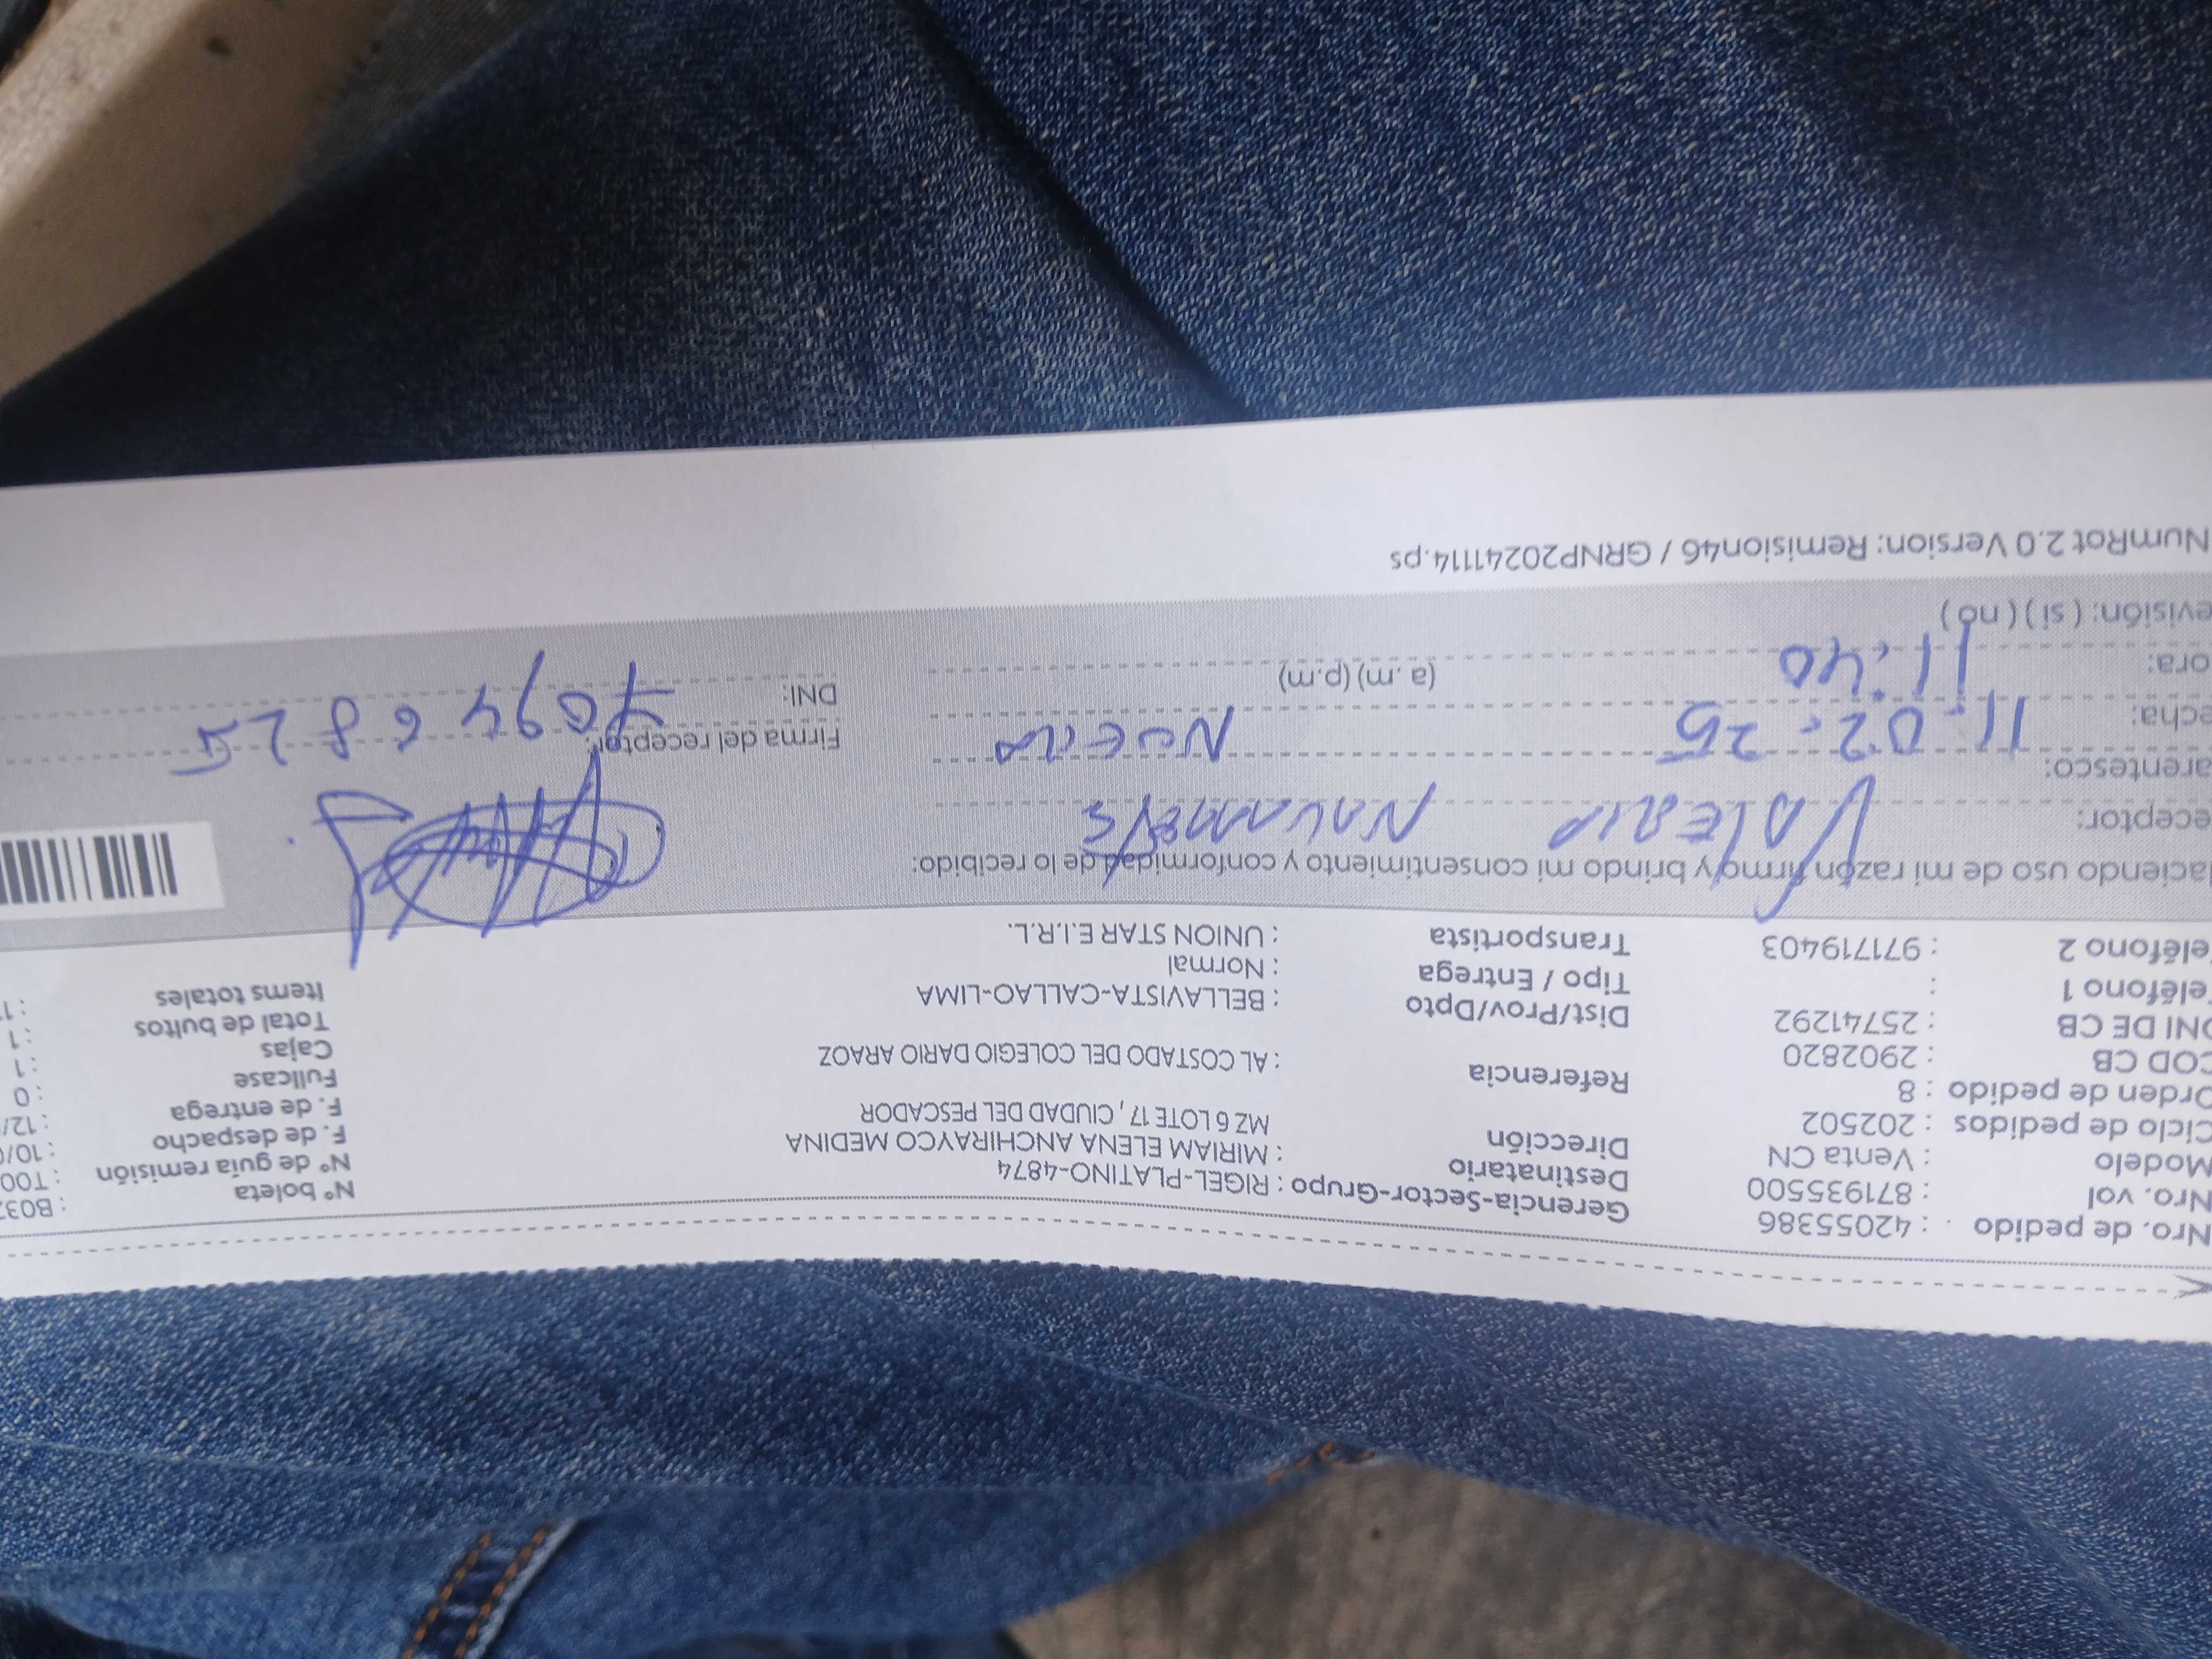 Nro. de pedido : 42055386 Gerencia-Sector-Grupo : RIGEL-PLATINO-4874 N° boleta : B03
Nro. vol : 871935500 Destinatario : MIRIAM ELENA ANCHIRAYCO MEDINA N° de guía remisión : T00
Modelo : Venta CN Dirección MZ 6 LOTE 17, CIUDAD DEL PESCADOR F. de despacho : 10/0
Ciclo de pedidos : 202502 F. de entrega : 12/
Orden de pedido : 8 Referencia : AL COSTADO DEL COLEGIO DARIO ARAOZ Fullcase : 0
COD CB : 2902820 Cajas : 1
DNI DE CB : 25741292 Dist/Prov/Dpto : BELLAVISTA-CALLAO-LIMA Total de bultos : 1
eléfono 1 : Tipo / Entrega : Normal Items totales : 1
eléfono 2 : 971719403 Transportista : UNION STAR E.I.R.L.
Haciendo uso de mi razón firmo y brindo mi consentimiento y conformidad de lo recibido:
eceptor: VALERIA
arentesco: NUERA Firma del receptor:
echa: 11.02.25 DNI: 70946825
ora: 11:40 (a.m) (p.m)
evisión: ( si ) ( no )
NumRot 2.0 Version: Remision46 / GRNP20241114.ps